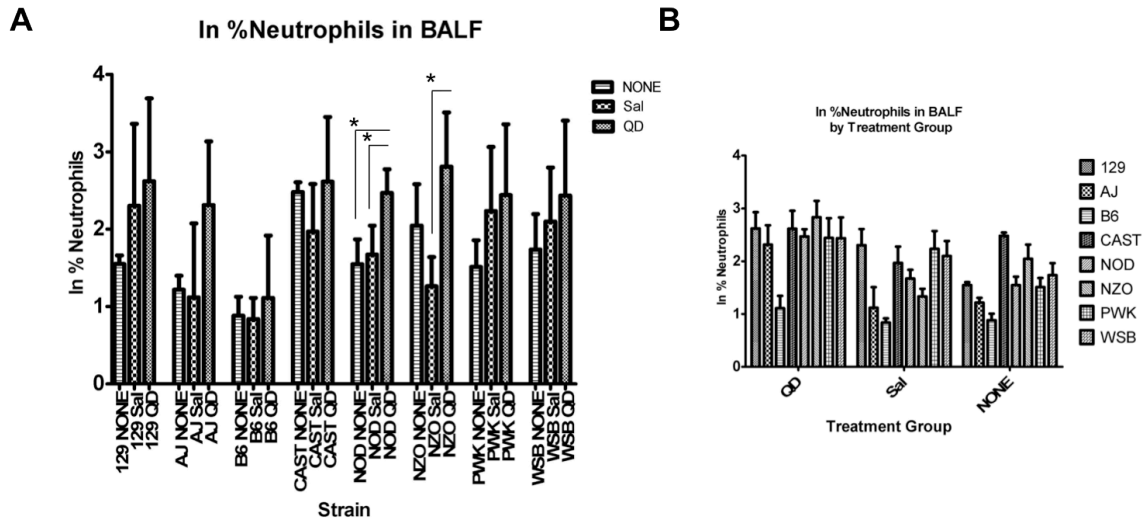 A
ln %Neutrophils in BALF
ln % Neutrophils
4
3
2
1
0
*
*
*
NONE
Sal
QD
129 NONE
129 Sal
129 QD
AJ NONE
AJ Sal
AJ QD
B6 NONE
B6 Sal
B6 QD
CAST NONE
CAST Sal
CAST QD
NOD NONE
NOD Sal
NOD QD
NZO NONE
NZO Sal
NZO QD
PWK NONE
PWK Sal
PWK QD
WSB NONE
WSB Sal
WSB QD
Strain
B
ln %Neutrophils in BALF
by Treatment Group
ln % Neutrophils
4
3
2
1
0
QD
Sal
NONE
Treatment Group
129
AJ
B6
CAST
NOD
NZO
PWK
WSB